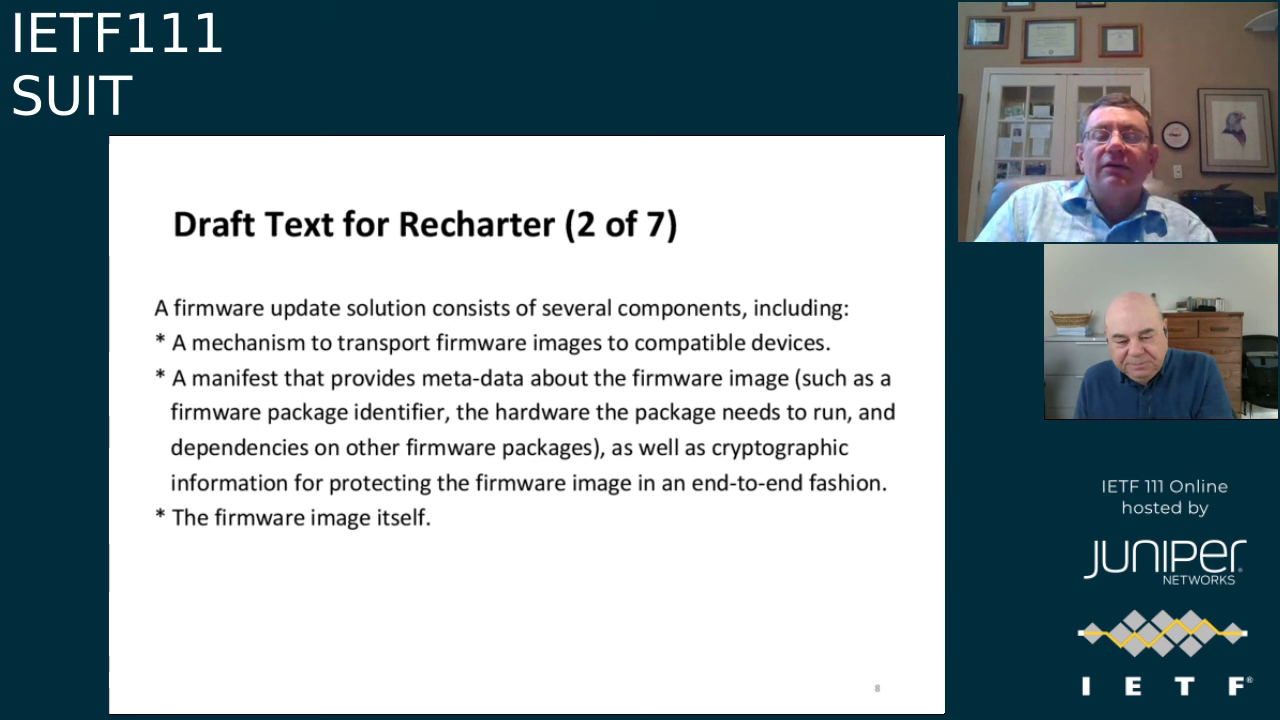 IETF111
SUIT
Draft Text for Recharter (2 of 7)
A firmware update solution consists of several components, including:
* A mechanism to transport firmware images to compatible devices.
* A manifest that provides meta-data about the firmware image (such as a
firmware package identifier, the hardware the package needs to run, and
dependencies on other firmware packages), as well as cryptographic
information for protecting the firmware image in an end-to-end fashion.
* The firmware image itself.
8
IETF 111 Online
hosted by
JUNIPER
NETWORKS
I E T F®